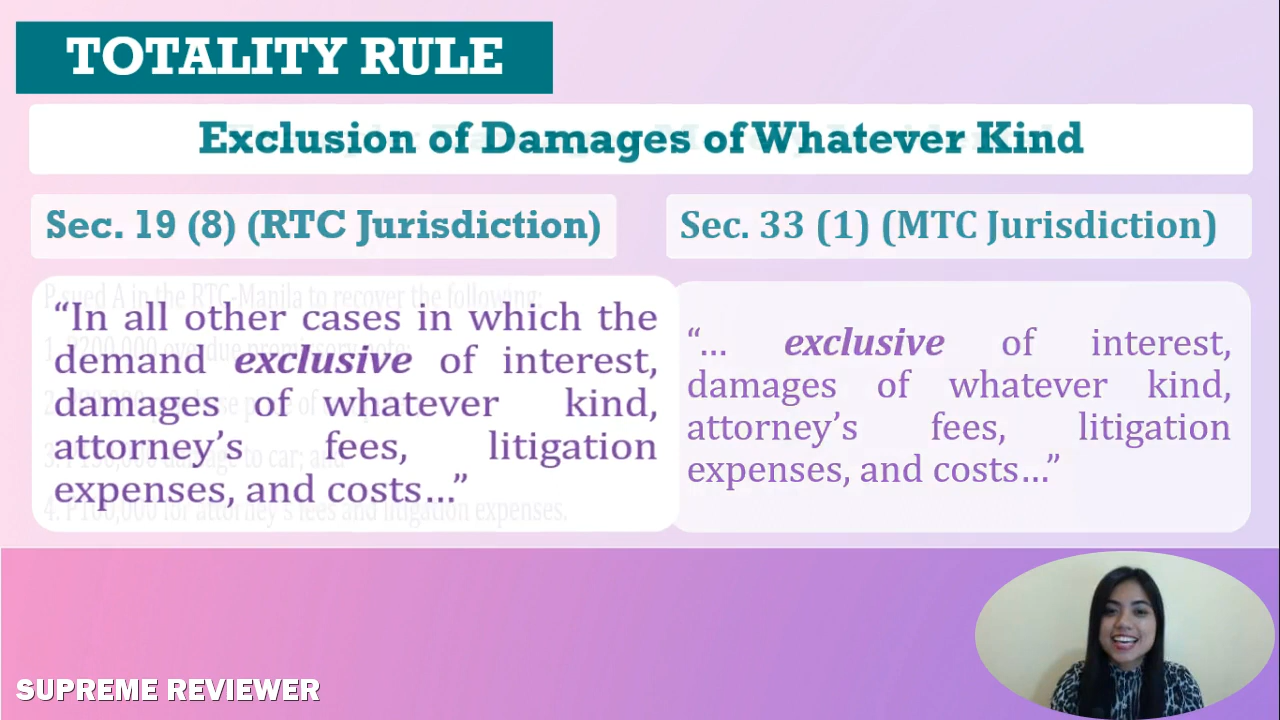 TOTALITY RULE
Exclusion of Damages of Whatever Kind
Sec. 19 (8) (RTC Jurisdiction)
Sec. 33 (1) (MTC Jurisdiction)
“In all other cases in which the
demand exclusive of interest,
damages of whatever kind,
attorney’s fees, litigation
expenses, and costs…”
“… exclusive of interest,
damages of whatever kind,
attorney’s fees, litigation
expenses, and costs…”
P sued A in the RTC-Manila to recover the following:
4. P100,000 for attorney's fees and litigation expenses.
SUPREME REVIEWER